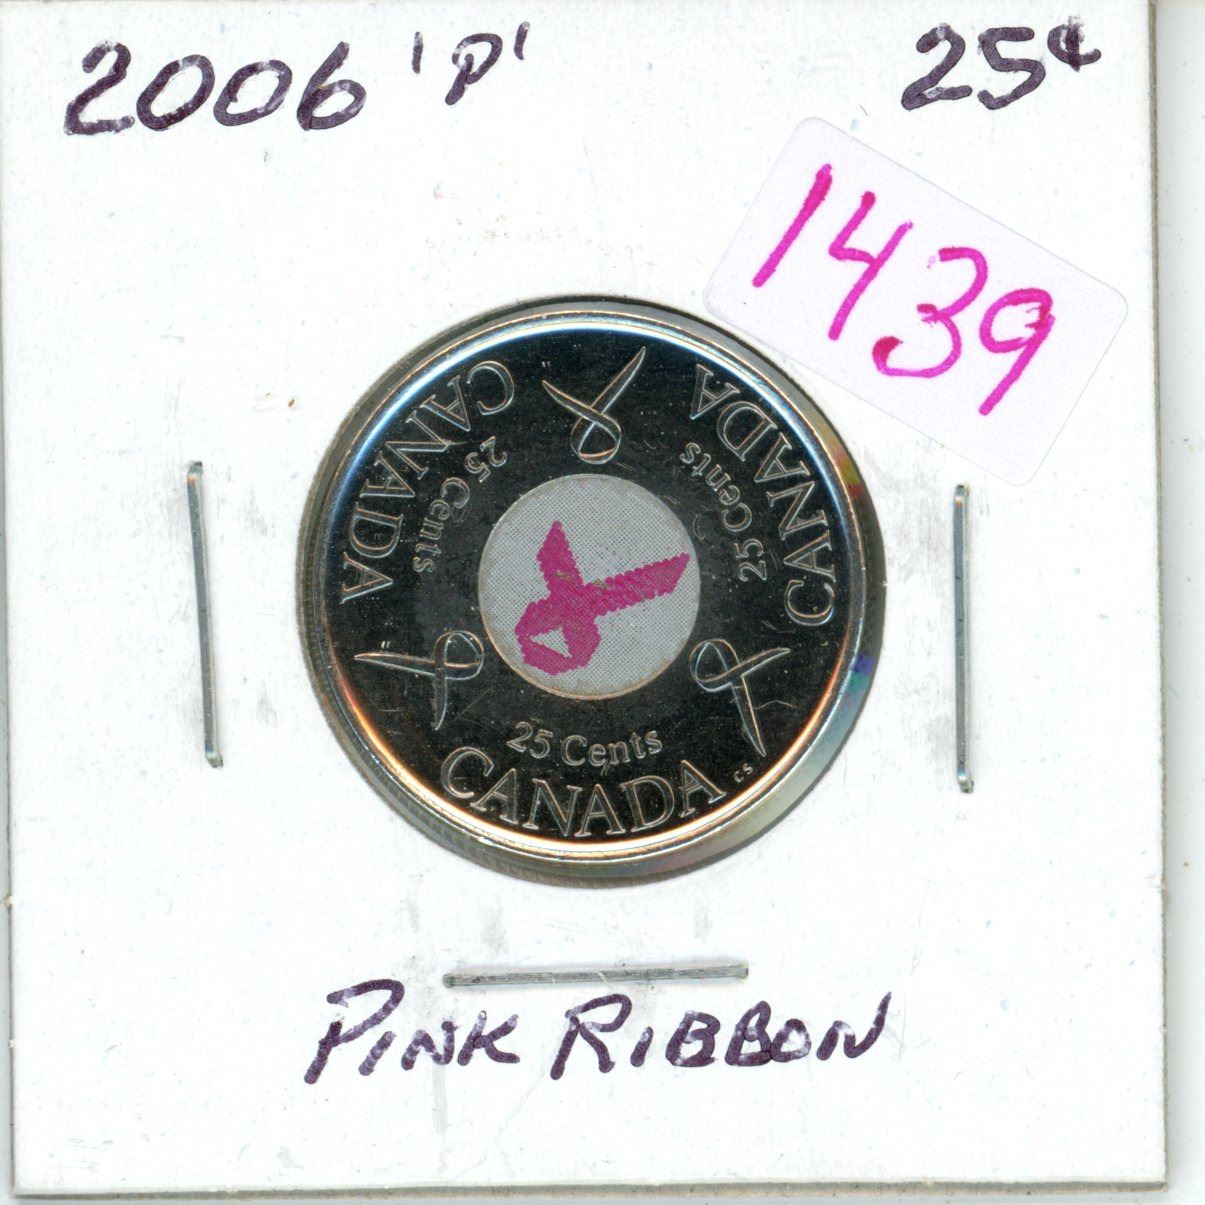 2006 'P' 25¢
1439
CANADA
25 Cents
CANADA
25 Cents
25 Cents
CANADA
CS
PINK RIBBON